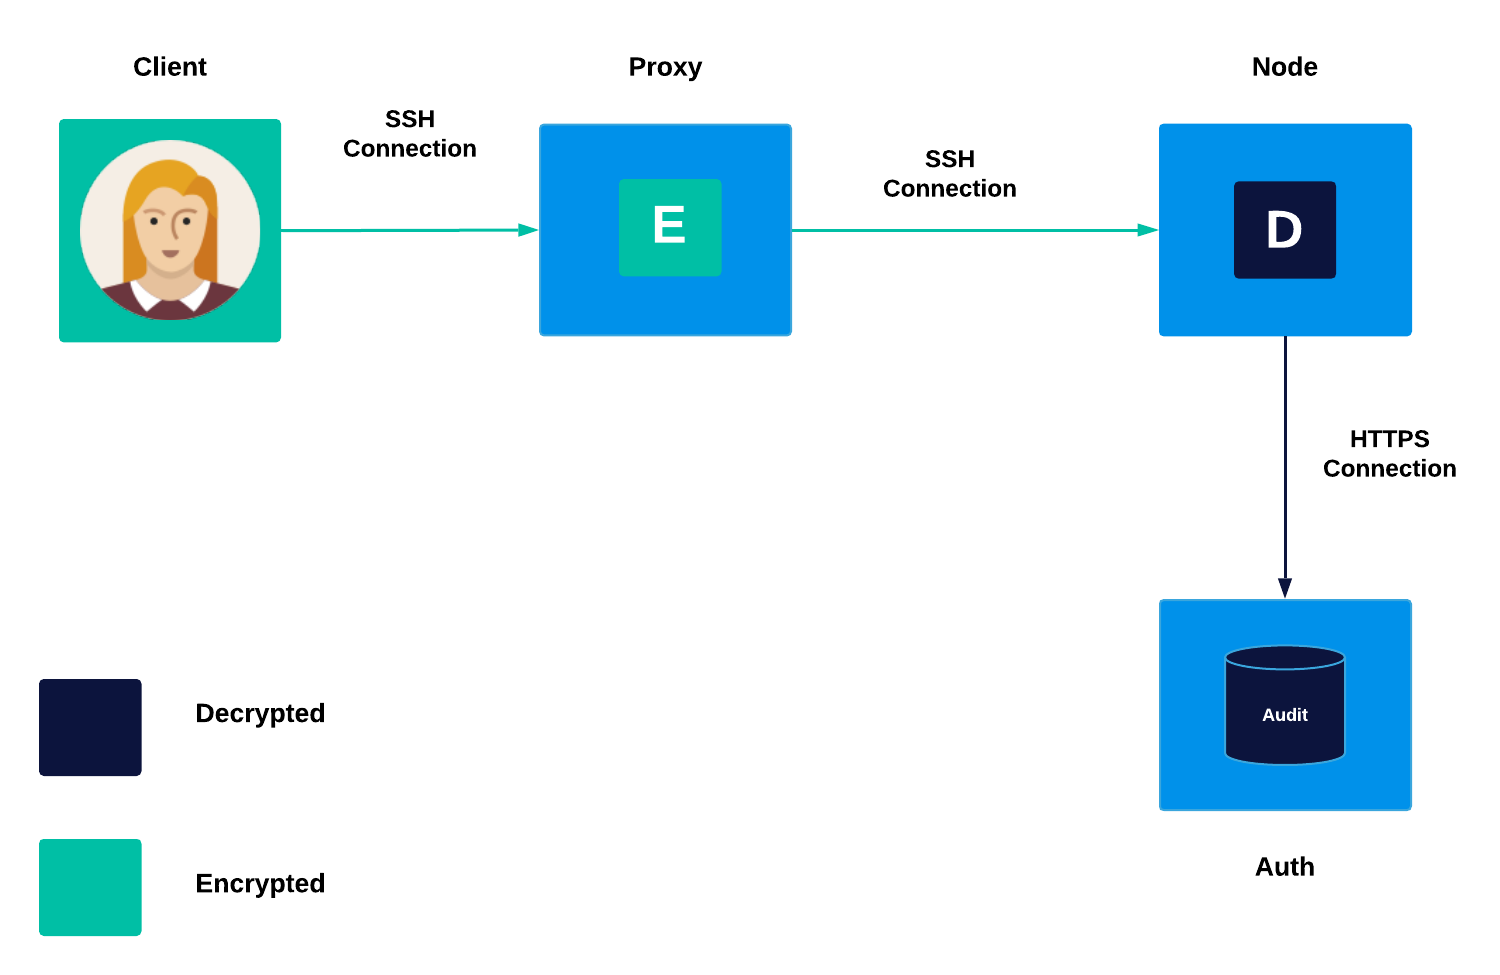 Client
Proxy
Node
SSH
Connection
SSH
Connection
E
D
HTTPS
Connection
Decrypted
Audit
Encrypted
Auth